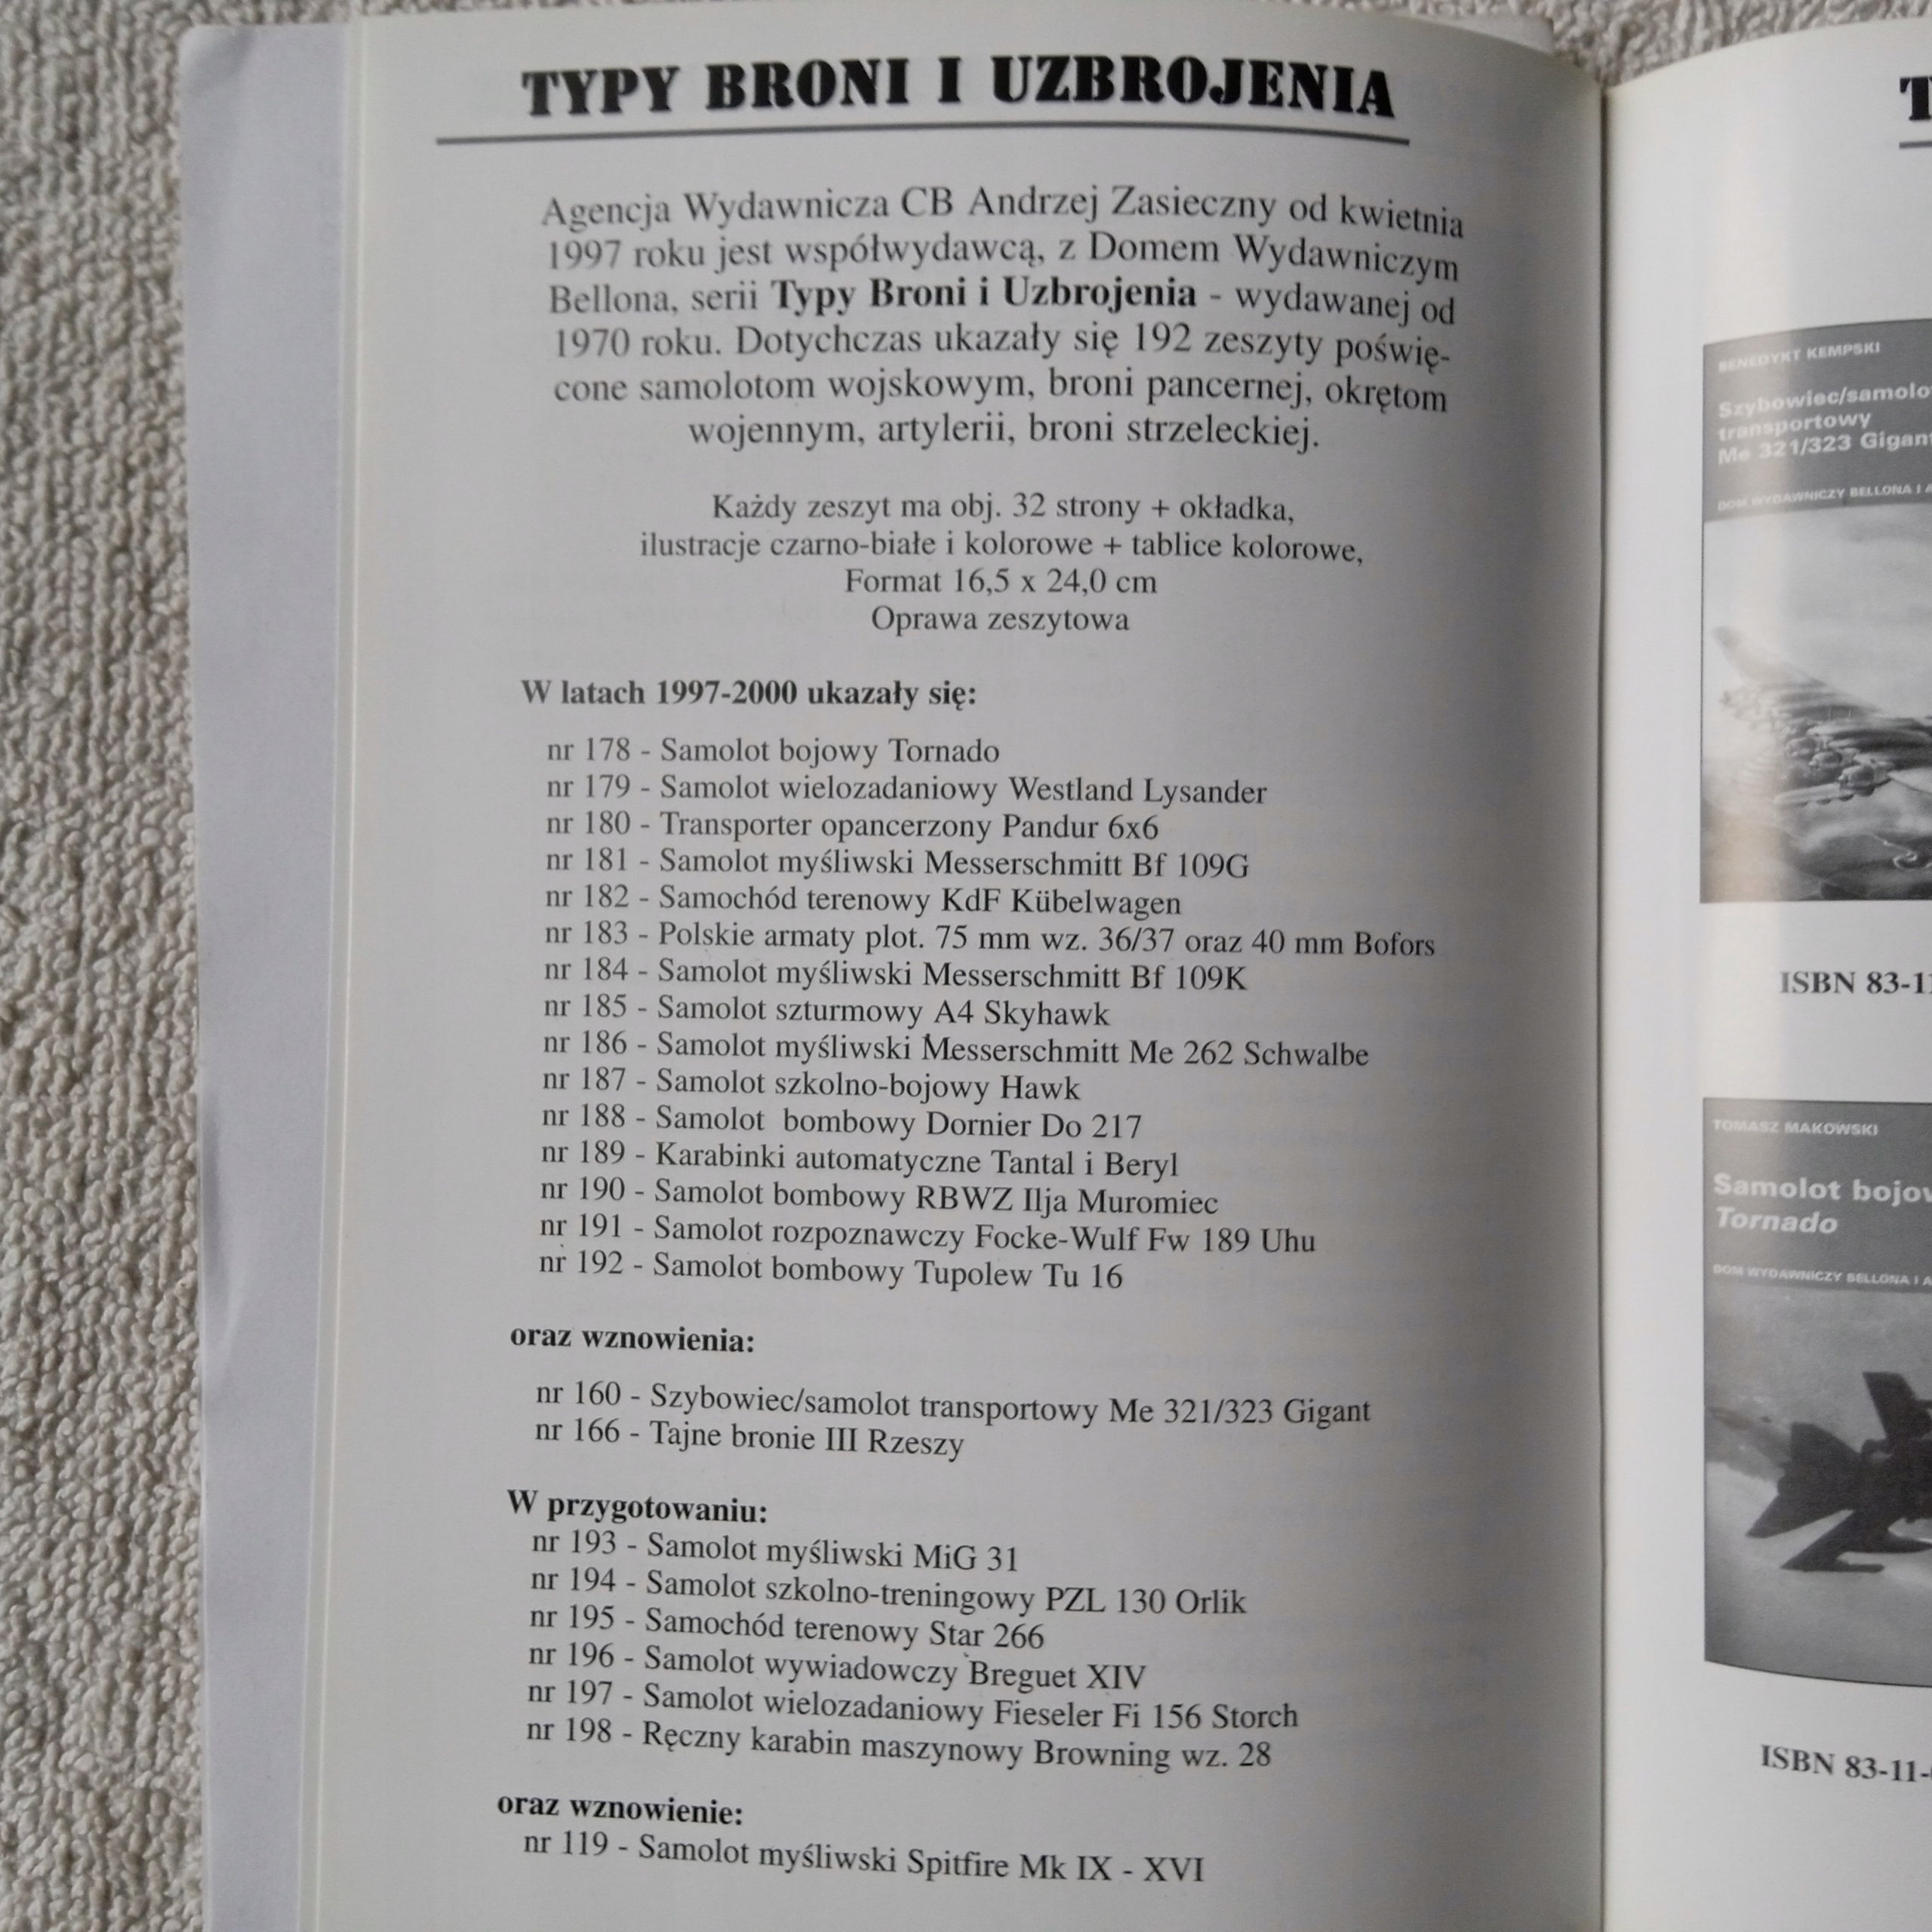 TYPY BRONI I UZBROJENIA
Agencja Wydawnicza CB Andrzej Zasieczny od kwietnia
1997 roku jest współwydawcą, z Domem Wydawniczym
Bellona, serii Typy Broni i Uzbrojenia - wydawanej od
1970 roku. Dotychczas ukazały się 192 zeszyty poświę-
cone samolotom wojskowym, broni pancernej, okrętom
wojennym, artylerii, broni strzeleckiej.
Każdy zeszyt ma obj. 32 strony + okładka,
ilustracje czarno-białe i kolorowe + tablice kolorowe,
Format 16,5 x 24,0 cm
Oprawa zeszytowa
W latach 1997-2000 ukazały się:
nr 178 - Samolot bojowy Tornado
nr 179 - Samolot wielozadaniowy Westland Lysander
nr 180 - Transporter opancerzony Pandur 6x6
nr 181 - Samolot myśliwski Messerschmitt Bf 109G
nr 182 - Samochód terenowy KdF Kübelwagen
nr 183 - Polskie armaty plot. 75 mm wz. 36/37 oraz 40 mm Bofors
nr 184 - Samolot myśliwski Messerschmitt Bf 109K
nr 185 - Samolot szturmowy A4 Skyhawk
nr 186 - Samolot myśliwski Messerschmitt Me 262 Schwalbe
nr 187 - Samolot szkolno-bojowy Hawk
nr 188 - Samolot bombowy Dornier Do 217
nr 189 - Karabinki automatyczne Tantal i Beryl
nr 190 - Samolot bombowy RBWZ Ilja Muromiec
nr 191 - Samolot rozpoznawczy Focke-Wulf Fw 189 Uhu
nr 192 - Samolot bombowy Tupolew Tu 16
oraz wznowienia:
nr 160 - Szybowiec/samolot transportowy Me 321/323 Gigant
nr 166 - Tajne bronie III Rzeszy
W przygotowaniu:
nr 193 - Samolot myśliwski MiG 31
nr 194 - Samolot szkolno-treningowy PZL 130 Orlik
nr 195 - Samochód terenowy Star 266
nr 196 - Samolot wywiadowczy Breguet XIV
nr 197 - Samolot wielozadaniowy Fieseler Fi 156 Storch
nr 198 - Ręczny karabin maszynowy Browning wz. 28
oraz wznowienie:
nr 119 - Samolot myśliwski Spitfire Mk IX - XVI
T
BENEDYKT KEMPSKI
Szybowiec/samolo
transportowy
Me 321/323 Gigan
DOM WYDAWNICZY BELLONA I A
ISBN 83-11
TOMASZ MAKOWSKI
Samolot bojow
Tornado
DOM WYDAWNICZY BELLONA I A
ISBN 83-11-